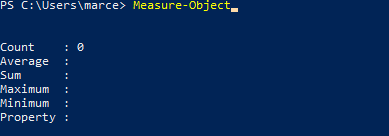 PS C:\Users\marce> Measure-Object
Count    : 0
Average  :
Sum      :
Maximum  :
Minimum  :
Property :